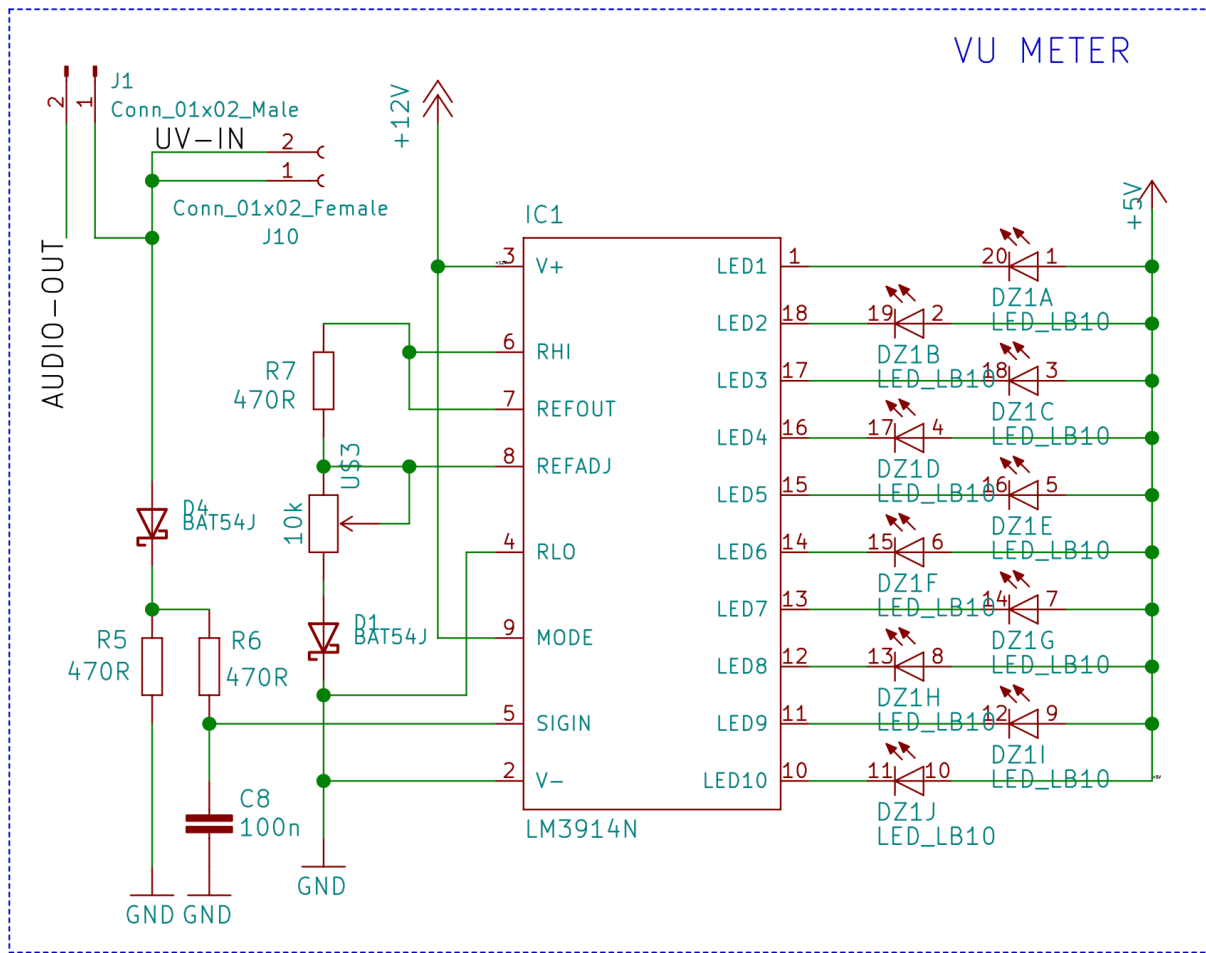 VU METER
J1
Conn_01x02_Male
2
1
UV-IN
2
1
Conn_01x02_Female
J10
AUDIO-OUT
+12V
+5V
IC1
+12V
3 V+
6 RHI
7 REFOUT
8 REFADJ
4 RLO
9 MODE
5 SIGIN
2 V-
LM3914N
LED1 1
LED2 18
LED3 17
LED4 16
LED5 15
LED6 14
LED7 13
LED8 12
LED9 11
LED10 10
20 1
DZ1A
LED_LB10
19 2
DZ1B
LED_LB10
18 3
DZ1C
LED_LB10
17 4
DZ1D
LED_LB10
16 5
DZ1E
LED_LB10
15 6
DZ1F
LED_LB10
14 7
DZ1G
LED_LB10
13 8
DZ1H
LED_LB10
12 9
DZ1I
LED_LB10
11 10
DZ1J
LED_LB10
+5V
R7
470R
U$3
10k
D4
BAT54J
D1
BAT54J
R5
470R
R6
470R
C8
100n
GND
GND
GND